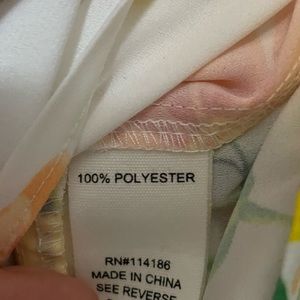 100% POLYESTER
RN#114186
MADE IN CHINA
SEE REVERSE